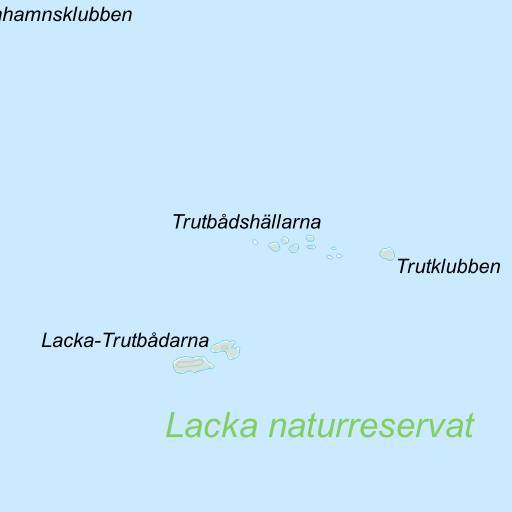 hamnsklubben
Trutbådshällarna
Trutklubben
Lacka-Trutbådarna
Lacka naturreservat